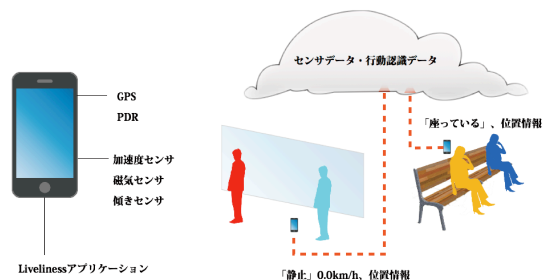 センサデータ・行動認識データ
GPS
PDR
「座っている」、位置情報
加速度センサ
磁気センサ
傾きセンサ
Livelinessアプリケーション
「静止」0.0km/h、位置情報